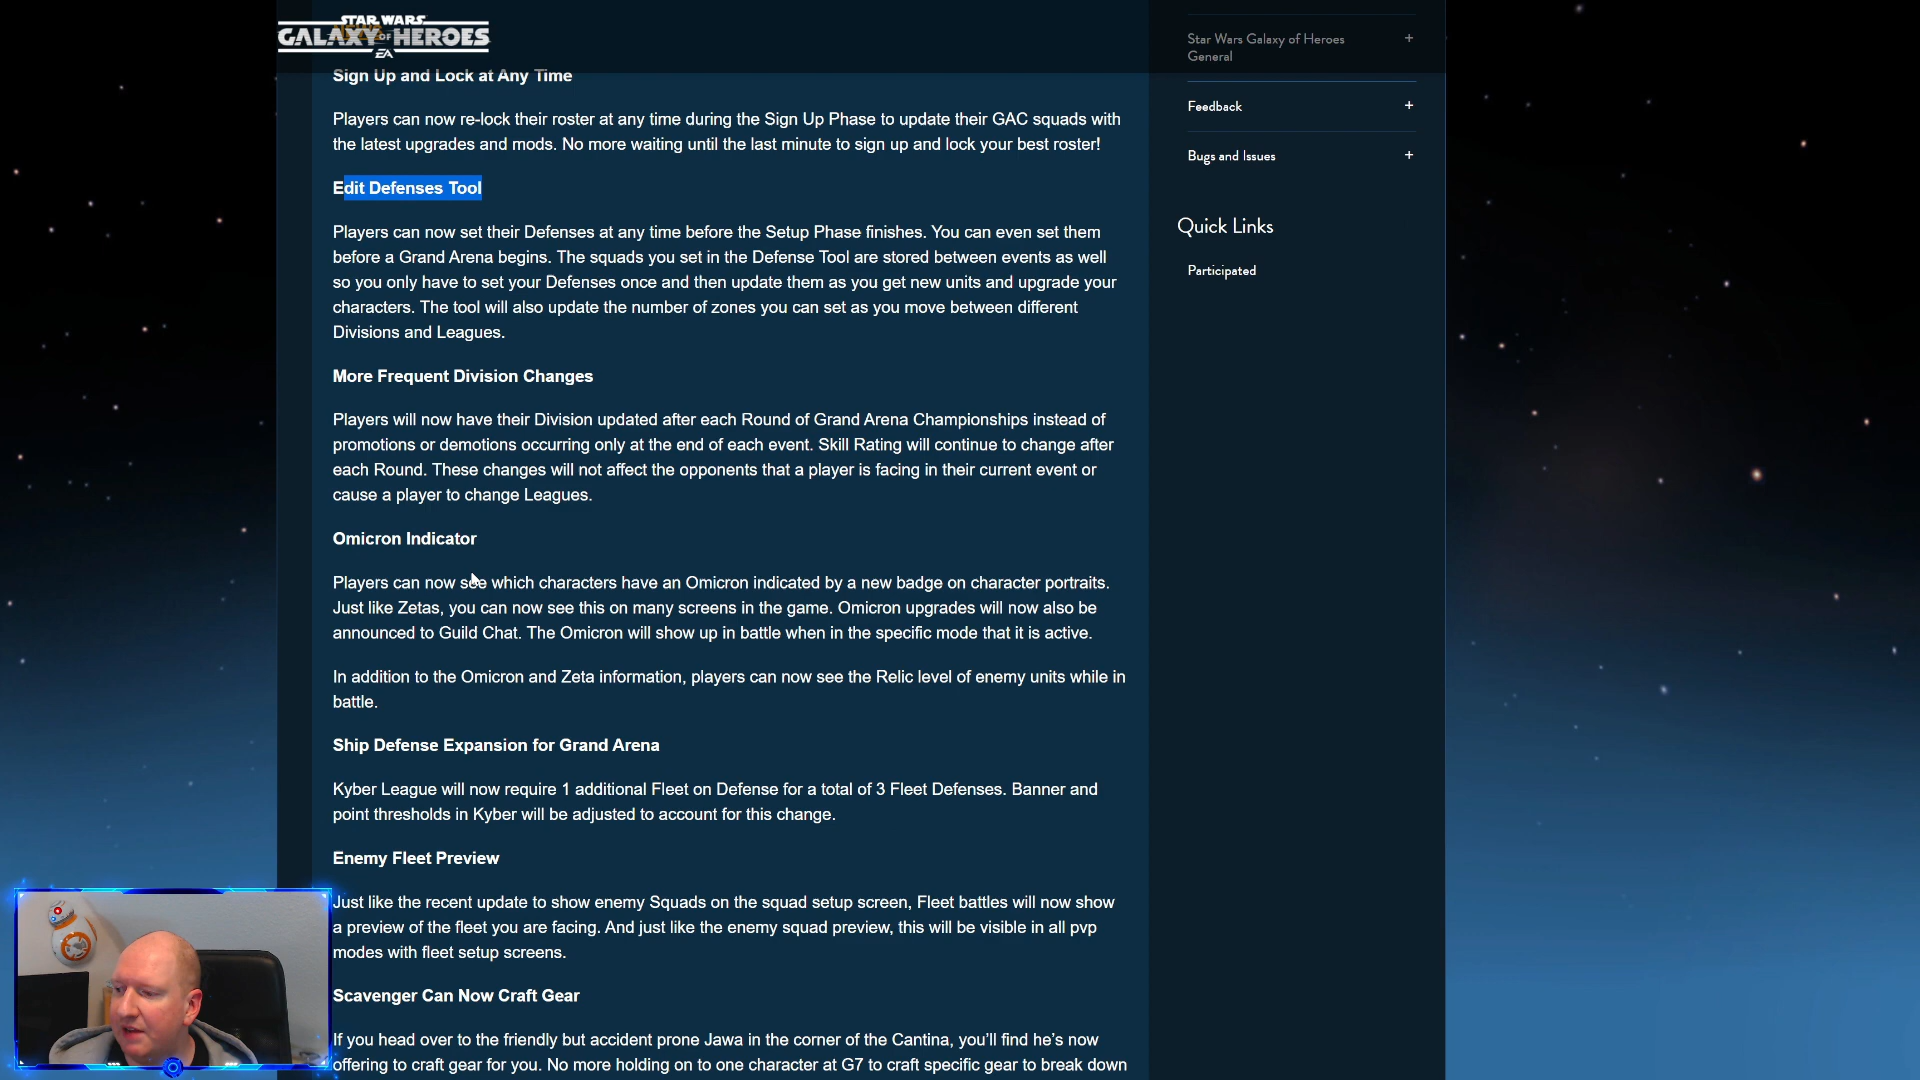 STAR WARS
GALAXY OF HEROES
EA
Star Wars Galaxy of Heroes +
General
Feedback +
Bugs and Issues +
Quick Links
Participated
Sign Up and Lock at Any Time
Players can now re-lock their roster at any time during the Sign Up Phase to update their GAC squads with
the latest upgrades and mods. No more waiting until the last minute to sign up and lock your best roster!
Edit Defenses Tool
Players can now set their Defenses at any time before the Setup Phase finishes. You can even set them
before a Grand Arena begins. The squads you set in the Defense Tool are stored between events as well
so you only have to set your Defenses once and then update them as you get new units and upgrade your
characters. The tool will also update the number of zones you can set as you move between different
Divisions and Leagues.
More Frequent Division Changes
Players will now have their Division updated after each Round of Grand Arena Championships instead of
promotions or demotions occurring only at the end of each event. Skill Rating will continue to change after
each Round. These changes will not affect the opponents that a player is facing in their current event or
cause a player to change Leagues.
Omicron Indicator
Players can now see which characters have an Omicron indicated by a new badge on character portraits.
Just like Zetas, you can now see this on many screens in the game. Omicron upgrades will now also be
announced to Guild Chat. The Omicron will show up in battle when in the specific mode that it is active.
In addition to the Omicron and Zeta information, players can now see the Relic level of enemy units while in
battle.
Ship Defense Expansion for Grand Arena
Kyber League will now require 1 additional Fleet on Defense for a total of 3 Fleet Defenses. Banner and
point thresholds in Kyber will be adjusted to account for this change.
Enemy Fleet Preview
Just like the recent update to show enemy Squads on the squad setup screen, Fleet battles will now show
a preview of the fleet you are facing. And just like the enemy squad preview, this will be visible in all pvp
modes with fleet setup screens.
Scavenger Can Now Craft Gear
If you head over to the friendly but accident prone Jawa in the corner of the Cantina, you'll find he's now
offering to craft gear for you. No more holding on to one character at G7 to craft specific gear to break down